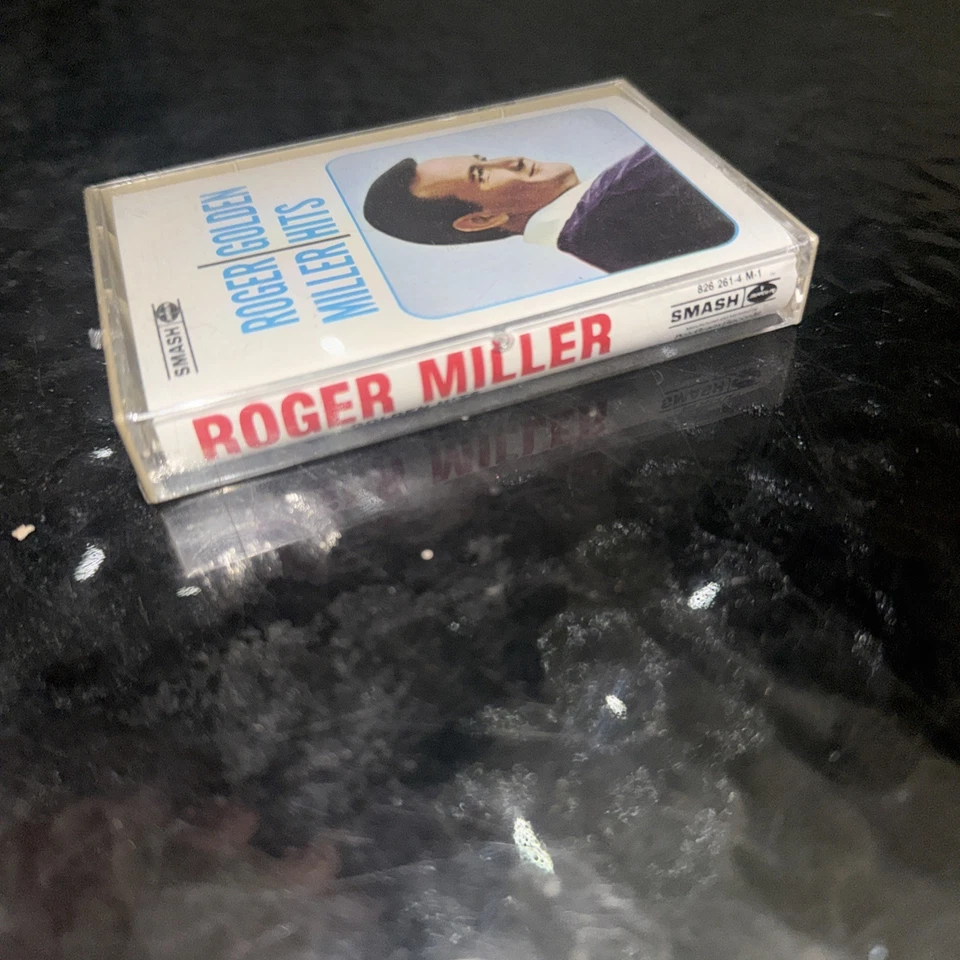 ROGER GOLDEN
MILLER HITS
SMASH
ROGER MILLER
826 261-4 M-1
SMASH